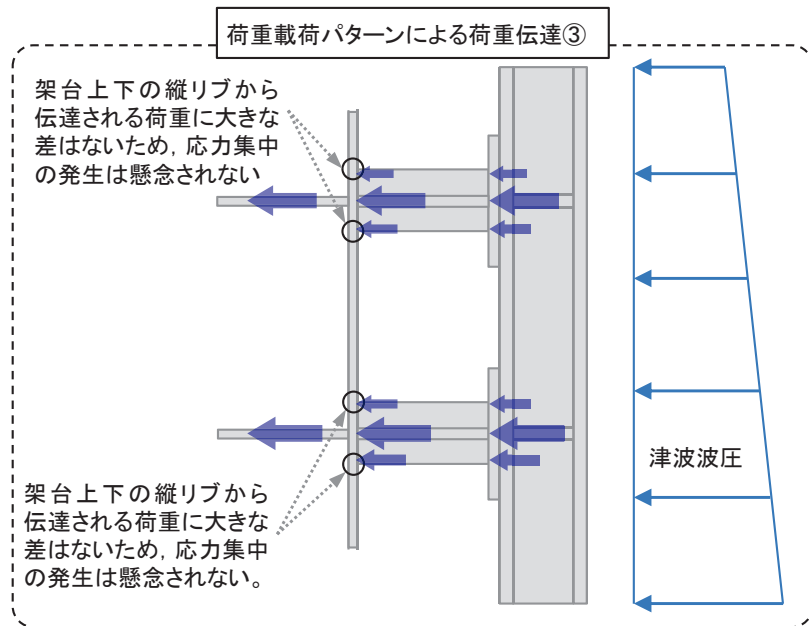 荷重載荷パターンによる荷重伝達③
架台上下の縦リブから
伝達される荷重に大きな
差はないため，応力集中
の発生は懸念されない
津波波圧
架台上下の縦リブから
伝達される荷重に大きな
差はないため，応力集中
の発生は懸念されない。